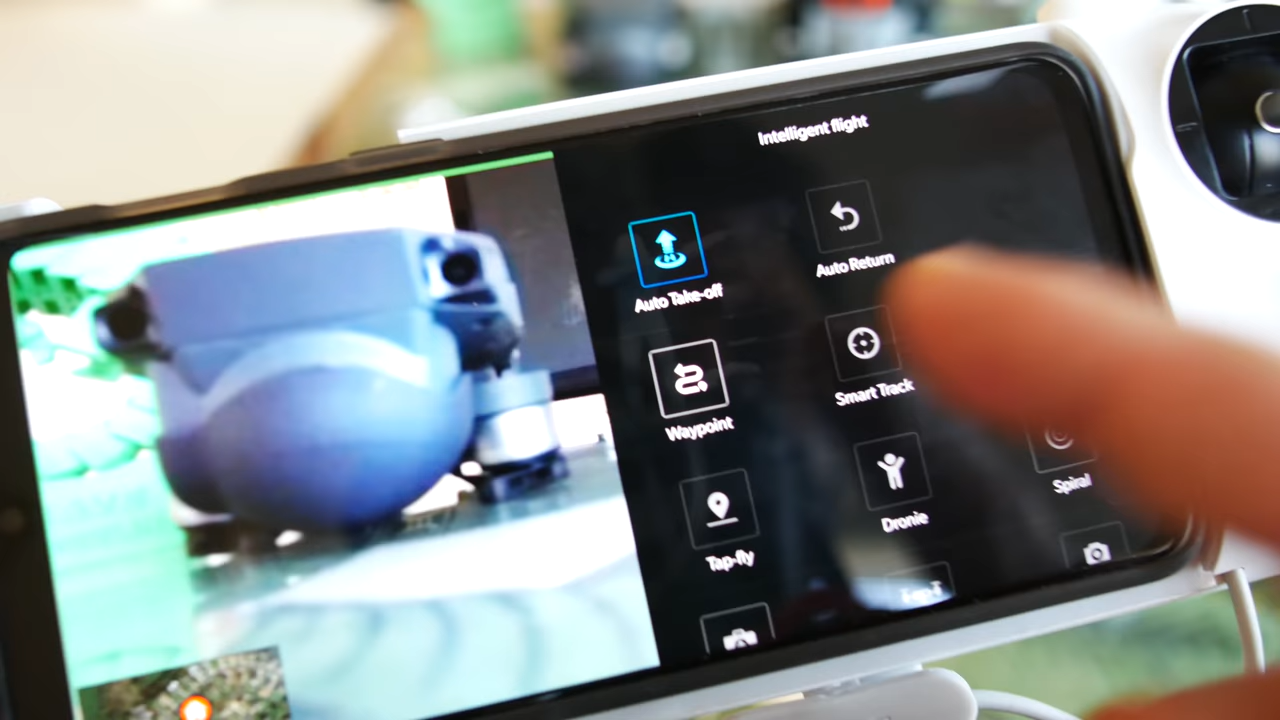 Intelligent flight
Auto Take-off
Auto Return
Waypoint
Smart Track
Tap-fly
Dronie
Spiral